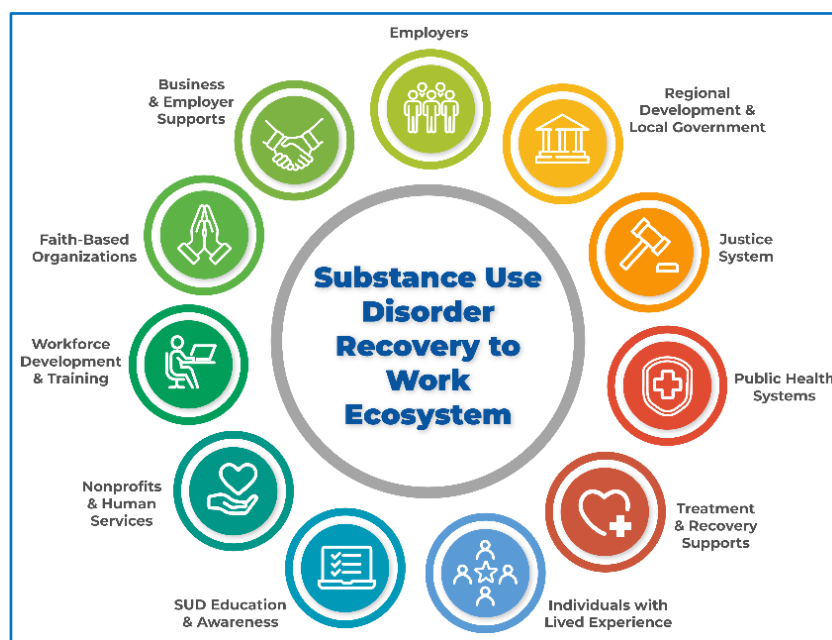 Employers
Regional
Development &
Local Government
Justice
System
Public Health
Systems
Treatment
& Recovery
Supports
Individuals with
Lived Experience
SUD Education
& Awareness
Nonprofits
& Human
Services
Workforce
Development
& Training
Faith-Based
Organizations
Business
& Employer
Supports
Substance Use
Disorder
Recovery to
Work
Ecosystem